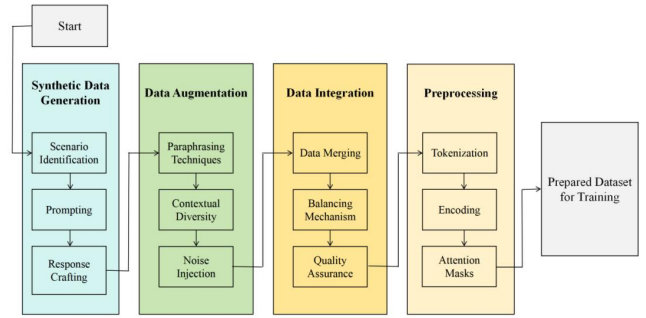 Start
Synthetic Data
Generation
Scenario
Identification
Prompting
Response
Crafting
Data Augmentation
Paraphrasing
Techniques
Contextual
Diversity
Noise
Injection
Data Integration
Data Merging
Balancing
Mechanism
Quality
Assurance
Preprocessing
Tokenization
Encoding
Attention
Masks
Prepared Dataset
for Training